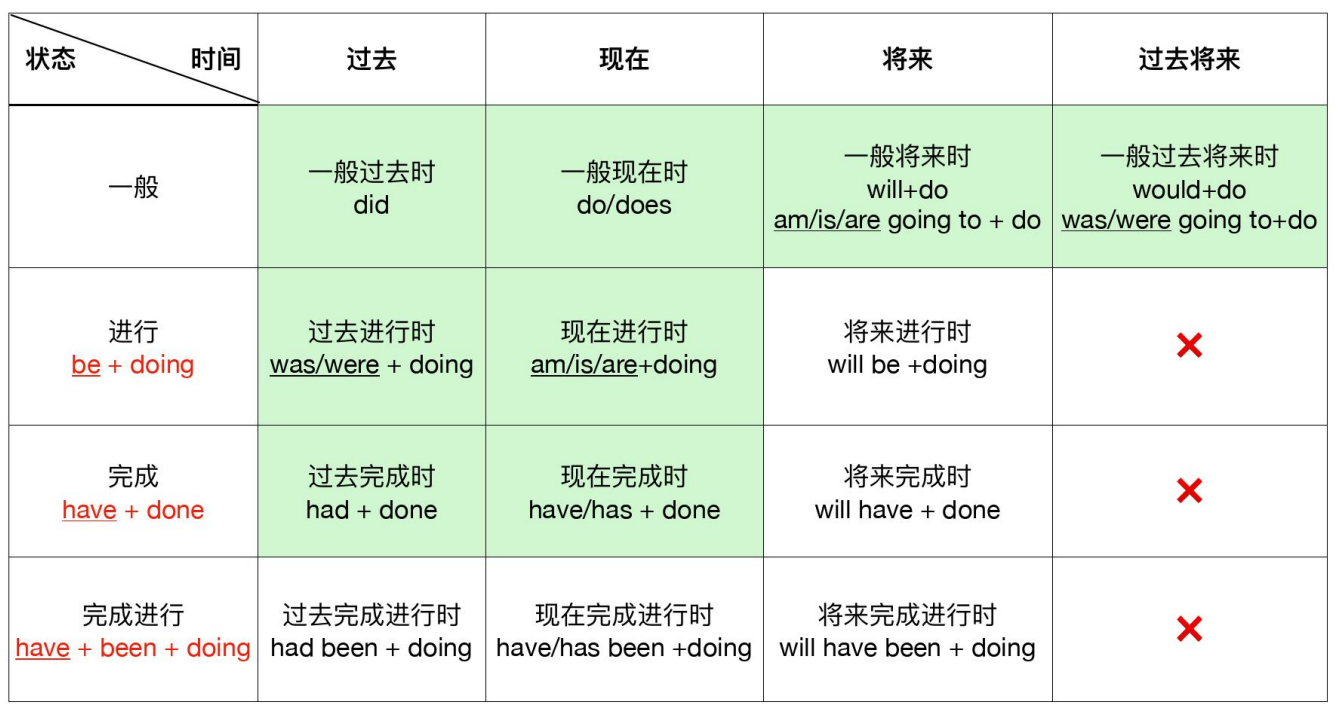 状态 时间 过去 现在 将来 过去将来
一般
一般过去时
did
一般现在时
do/does
一般将来时
will+do
am/is/are going to + do
一般过去将来时
would+do
was/were going to+do
进行
be + doing
过去进行时
was/were + doing
现在进行时
am/is/are+doing
将来进行时
will be +doing
完成
have + done
过去完成时
had + done
现在完成时
have/has + done
将来完成时
will have + done
完成进行
have + been + doing
过去完成进行时
had been + doing
现在完成进行时
have/has been +doing
将来完成进行时
will have been + doing